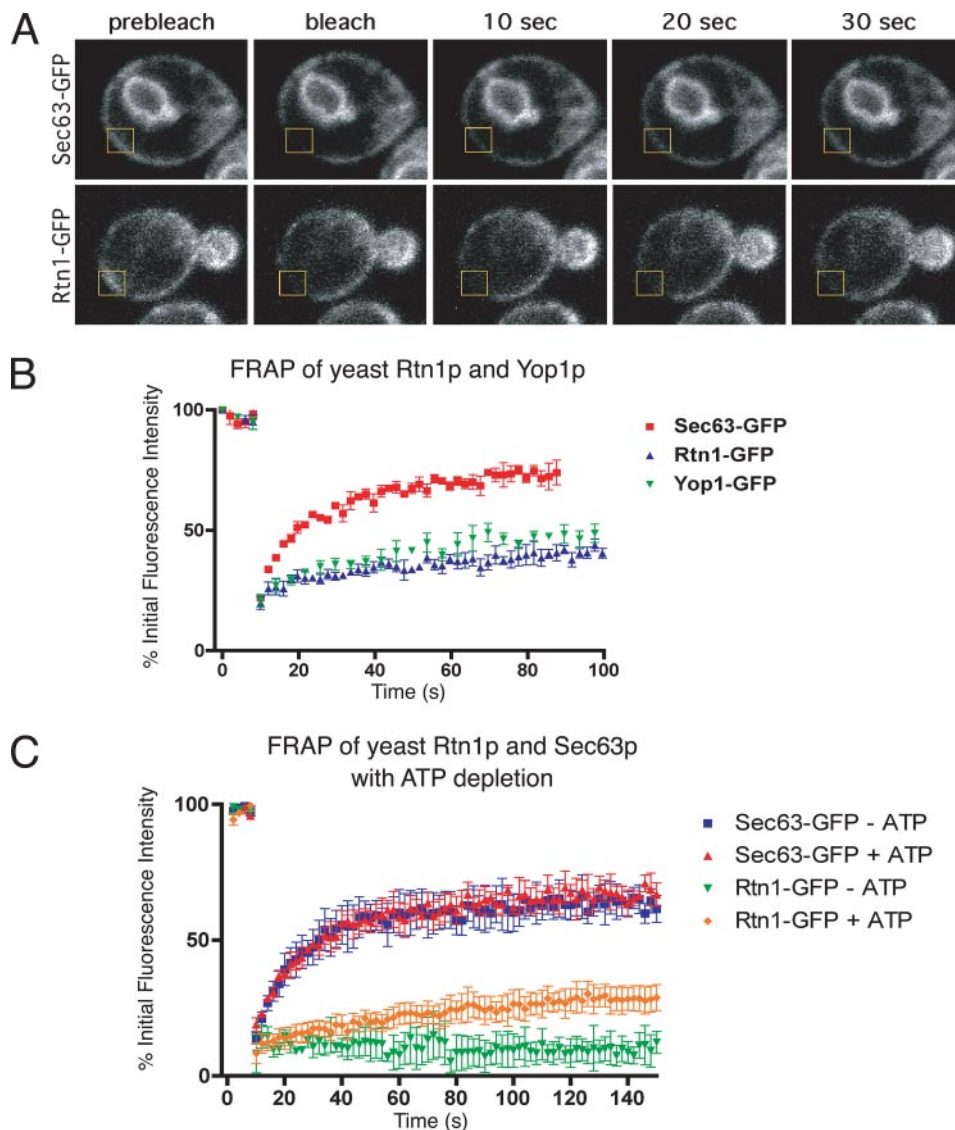 A
prebleach bleach 10 sec 20 sec 30 sec
Sec63-GFP
Rtn1-GFP
B
FRAP of yeast Rtn1p and Yop1p
% Initial Fluorescence Intensity
100
50
0
0 20 40 60 80 100
Time (s)
Sec63-GFP
Rtn1-GFP
Yop1-GFP
C
FRAP of yeast Rtn1p and Sec63p
with ATP depletion
% Initial Fluorescence Intensity
100
50
0
0 20 40 60 80 100 120 140
Time (s)
Sec63-GFP - ATP
Sec63-GFP + ATP
Rtn1-GFP - ATP
Rtn1-GFP + ATP